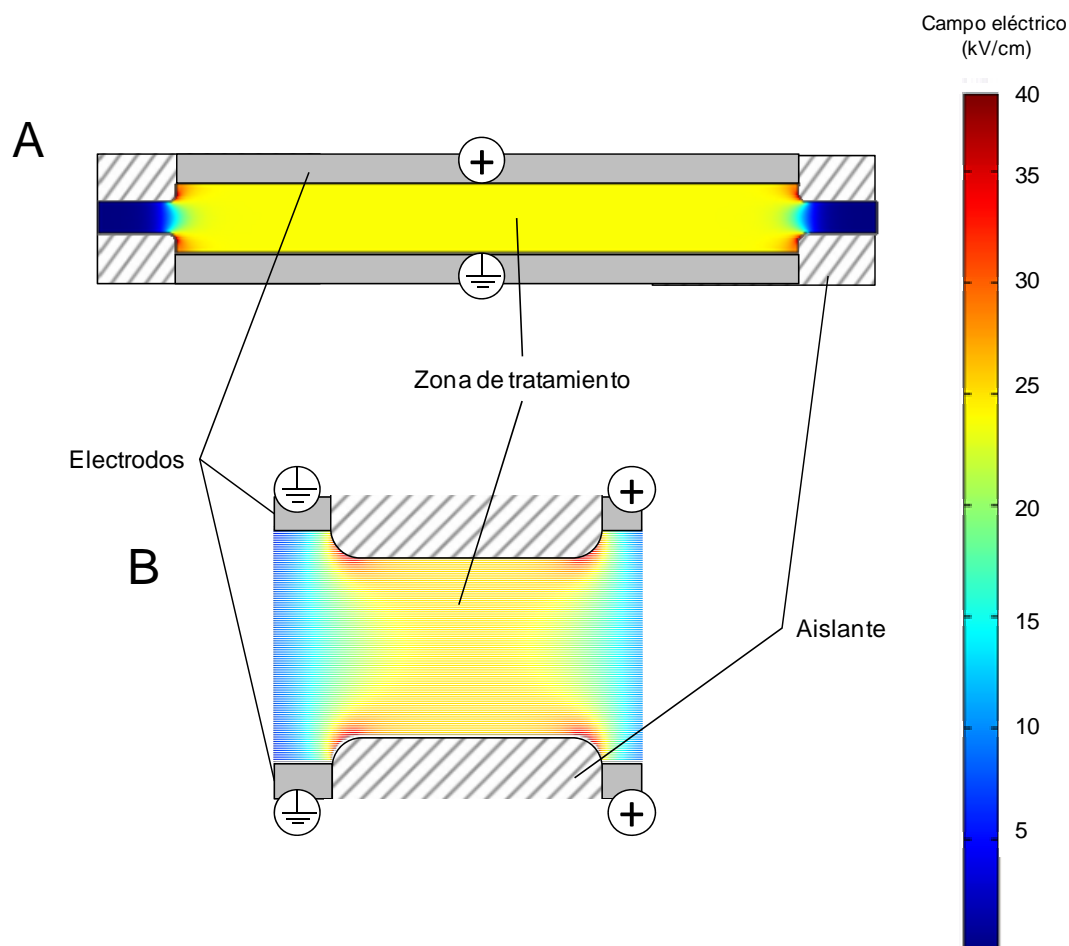 Campo eléctrico
(kV/cm)
40
A
+
35
30
Zona de tratamiento
25
Electrodos
+
20
B
15
Aislante
10
+
5